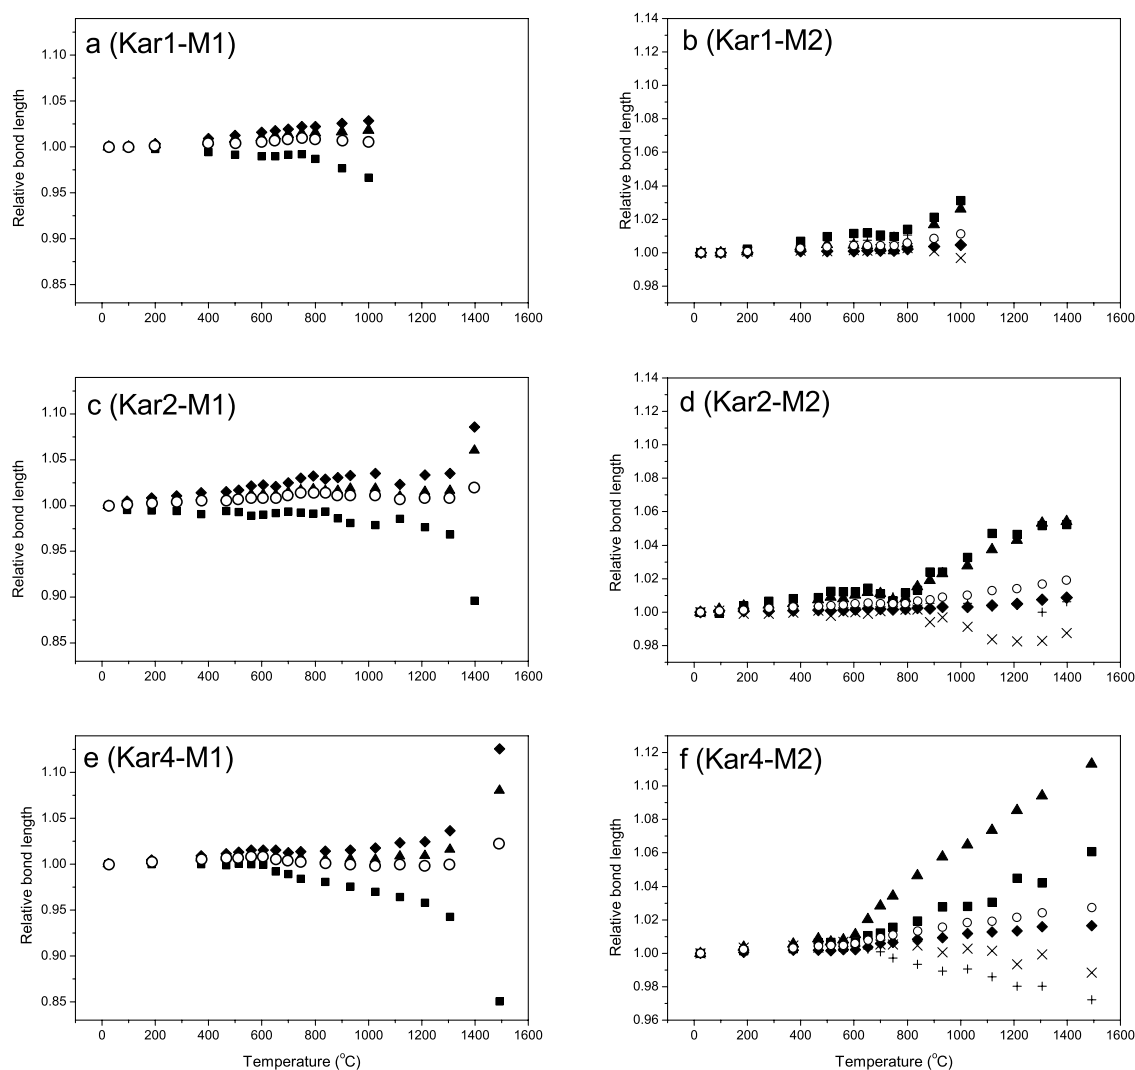 a (Kar1-M1)
1.10
1.05
1.00
0.95
0.90
0.85
Relative bond length
0 200 400 600 800 1000 1200 1400 1600
b (Kar1-M2)
1.14
1.12
1.10
1.08
1.06
1.04
1.02
1.00
0.98
Relative bond length
0 200 400 600 800 1000 1200 1400 1600
c (Kar2-M1)
1.10
1.05
1.00
0.95
0.90
0.85
Relative bond length
0 200 400 600 800 1000 1200 1400 1600
d (Kar2-M2)
1.14
1.12
1.10
1.08
1.06
1.04
1.02
1.00
0.98
Relative bond length
0 200 400 600 800 1000 1200 1400 1600
e (Kar4-M1)
1.10
1.05
1.00
0.95
0.90
0.85
Relative bond length
0 200 400 600 800 1000 1200 1400 1600
Temperature (°C)
f (Kar4-M2)
1.12
1.10
1.08
1.06
1.04
1.02
1.00
0.98
0.96
Relative bond length
0 200 400 600 800 1000 1200 1400 1600
Temperature (°C)